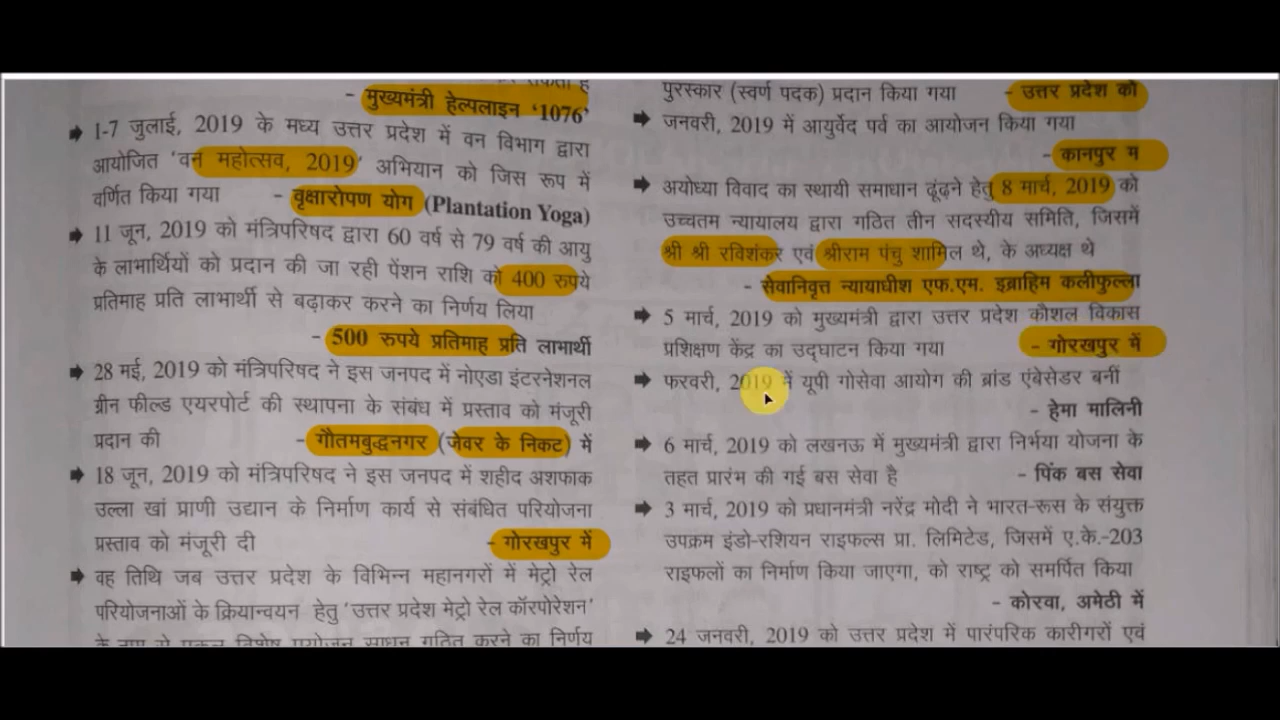 - मुख्यमंत्री हेल्पलाइन ‘1076’
➡ 1-7 जुलाई, 2019 के मध्य उत्तर प्रदेश में वन विभाग द्वारा
आयोजित ‘वन महोत्सव, 2019’ अभियान को जिस रूप में
वर्णित किया गया - वृक्षारोपण योग (Plantation Yoga)
➡ 11 जून, 2019 को मंत्रिपरिषद द्वारा 60 वर्ष से 79 वर्ष की आयु
के लाभार्थियों को प्रदान की जा रही पेंशन राशि को 400 रुपये
प्रतिमाह प्रति लाभार्थी से बढ़ाकर करने का निर्णय लिया
- 500 रुपये प्रतिमाह प्रति लाभार्थी
➡ 28 मई, 2019 को मंत्रिपरिषद ने इस जनपद में नोएडा इंटरनेशनल
ग्रीन फील्ड एयरपोर्ट की स्थापना के संबंध में प्रस्ताव को मंजूरी
प्रदान की - गौतमबुद्धनगर (जेवर के निकट) में
➡ 18 जून, 2019 को मंत्रिपरिषद ने इस जनपद में शहीद अशफाक
उल्ला खां प्राणी उद्यान के निर्माण कार्य से संबंधित परियोजना
प्रस्ताव को मंजूरी दी - गोरखपुर में
➡ वह तिथि जब उत्तर प्रदेश के विभिन्न महानगरों में मेट्रो रेल
परियोजनाओं के क्रियान्वयन हेतु ‘उत्तर प्रदेश मेट्रो रेल कॉरपोरेशन’
के नाम से एकल विशेष प्रयोजन साधन गठित करने का निर्णय
पुरस्कार (स्वर्ण पदक) प्रदान किया गया - उत्तर प्रदेश को
➡ जनवरी, 2019 में आयुर्वेद पर्व का आयोजन किया गया
- कानपुर में
➡ अयोध्या विवाद का स्थायी समाधान ढूंढ़ने हेतु 8 मार्च, 2019 को
उच्चतम न्यायालय द्वारा गठित तीन सदस्यीय समिति, जिसमें
श्री श्री रविशंकर एवं श्रीराम पंचु शामिल थे, के अध्यक्ष थे
- सेवानिवृत्त न्यायाधीश एफ.एम. इब्राहिम कलीफुल्ला
➡ 5 मार्च, 2019 को मुख्यमंत्री द्वारा उत्तर प्रदेश कौशल विकास
प्रशिक्षण केंद्र का उद्घाटन किया गया - गोरखपुर में
➡ फरवरी, 2019 में यूपी गोसेवा आयोग की ब्रांड एंबेसेडर बनीं
- हेमा मालिनी
➡ 6 मार्च, 2019 को लखनऊ में मुख्यमंत्री द्वारा निर्भया योजना के
तहत प्रारंभ की गई बस सेवा है - पिंक बस सेवा
➡ 3 मार्च, 2019 को प्रधानमंत्री नरेंद्र मोदी ने भारत-रूस के संयुक्त
उपक्रम इंडो-रशियन राइफल्स प्रा. लिमिटेड, जिसमें ए.के.-203
राइफलों का निर्माण किया जाएगा, को राष्ट्र को समर्पित किया
- कोरवा, अमेठी में
➡ 24 जनवरी, 2019 को उत्तर प्रदेश में पारंपरिक कारीगरों एवं